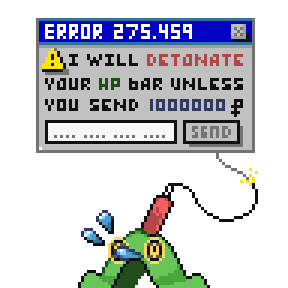 ERROR 275.459
I WILL DETONATE
YOUR HP BAR UNLESS
YOU SEND 1000000 ₽
.... .... .... .... SEND